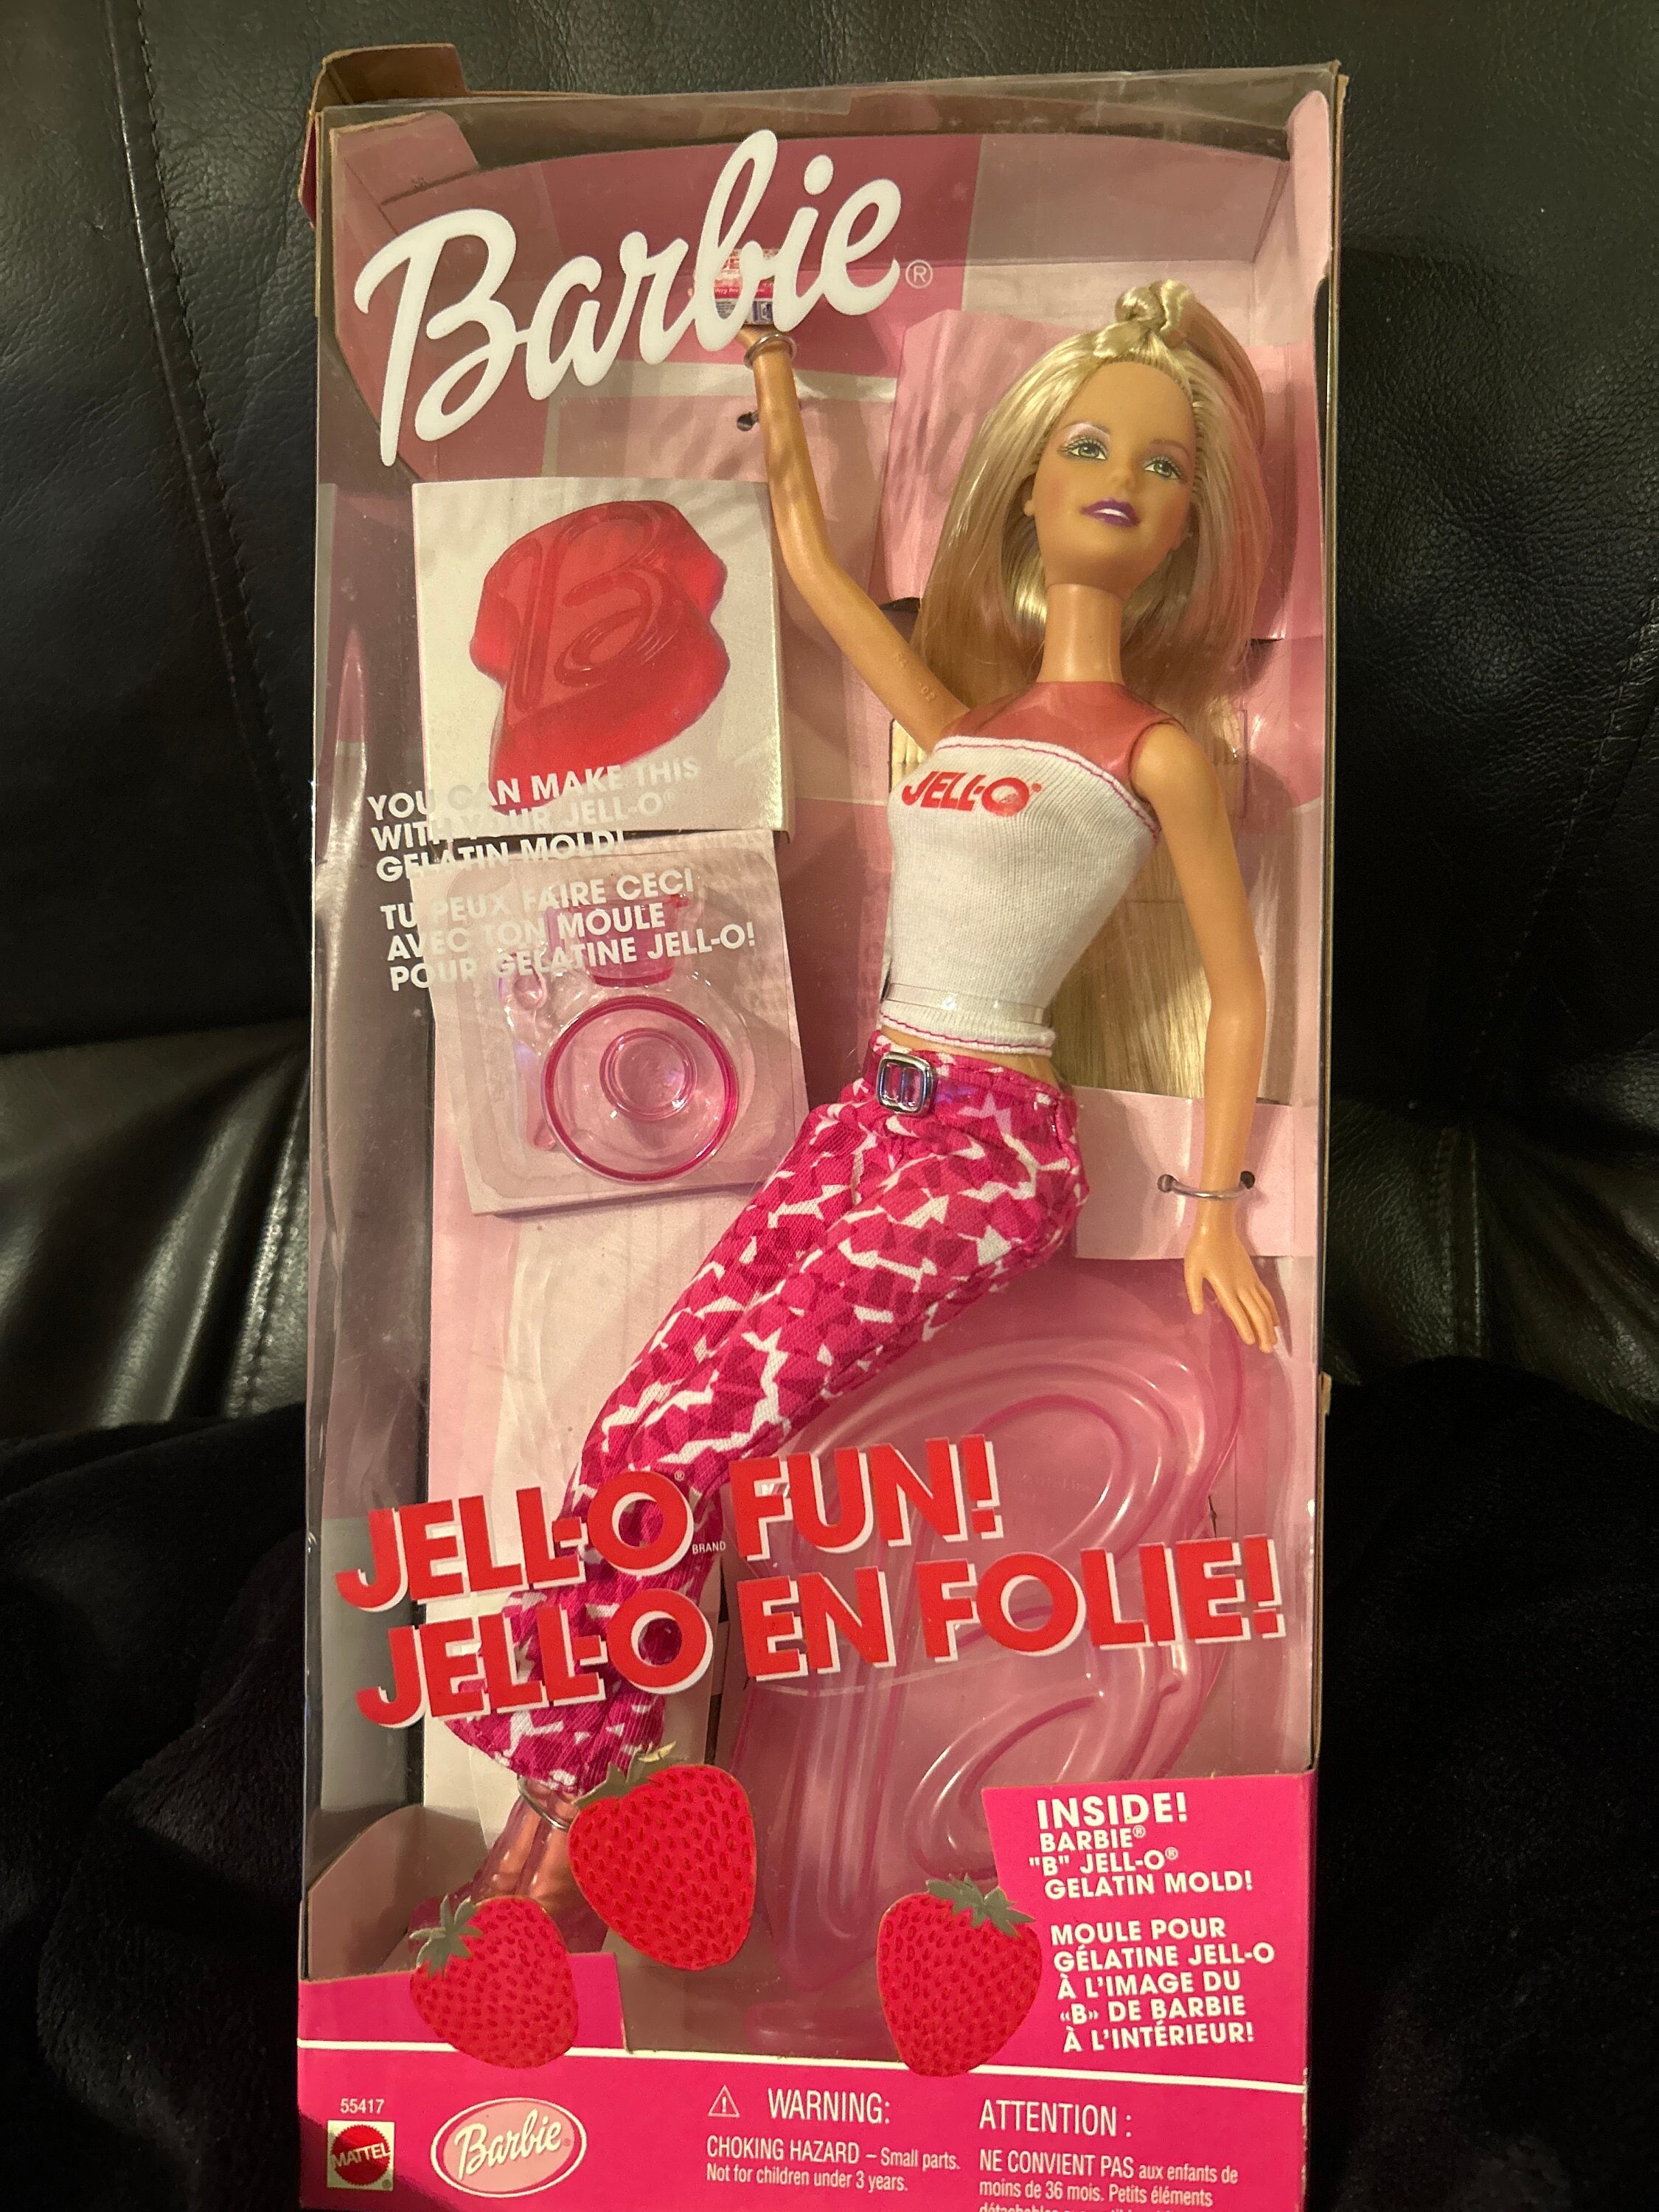 Barbie®
YOU CAN MAKE THIS
WITH YOUR JELL-O®
GELATIN MOLD!
TU PEUX FAIRE CECI
AVEC TON MOULE
POUR GÉLATINE JELL-O!
JELL-O®
JELL-O® FUN!
BRAND
JELL-O EN FOLIE!
INSIDE!
BARBIE®
"B" JELL-O®
GELATIN MOLD!
MOULE POUR
GÉLATINE JELL-O
À L'IMAGE DU
«B» DE BARBIE
À L'INTÉRIEUR!
55417
MATTEL®
Barbie®
⚠ WARNING:
CHOKING HAZARD – Small parts.
Not for children under 3 years.
ATTENTION :
NE CONVIENT PAS aux enfants de
moins de 36 mois. Petits éléments